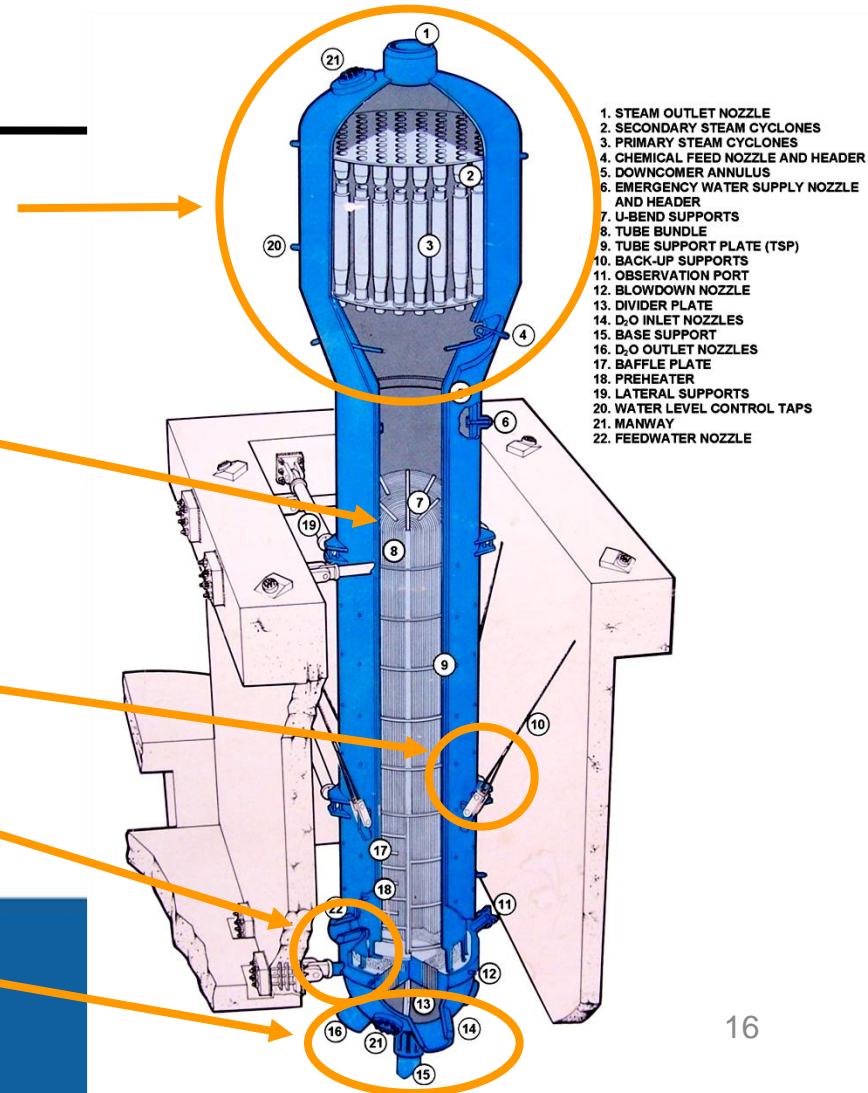 1. STEAM OUTLET NOZZLE
2. SECONDARY STEAM CYCLONES
3. PRIMARY STEAM CYCLONES
4. CHEMICAL FEED NOZZLE AND HEADER
5. DOWNCOMER ANNULUS
6. EMERGENCY WATER SUPPLY NOZZLE
AND HEADER
7. U-BEND SUPPORTS
8. TUBE BUNDLE
9. TUBE SUPPORT PLATE (TSP)
10. BACK-UP SUPPORTS
11. OBSERVATION PORT
12. BLOWDOWN NOZZLE
13. DIVIDER PLATE
14. D₂O INLET NOZZLES
15. BASE SUPPORT
16. D₂O OUTLET NOZZLES
17. BAFFLE PLATE
18. PREHEATER
19. LATERAL SUPPORTS
20. WATER LEVEL CONTROL TAPS
21. MANWAY
22. FEEDWATER NOZZLE
1
21
2
3
20
4
5
6
7
19
8
9
10
17
18
22
11
12
13
16
21
14
15
16